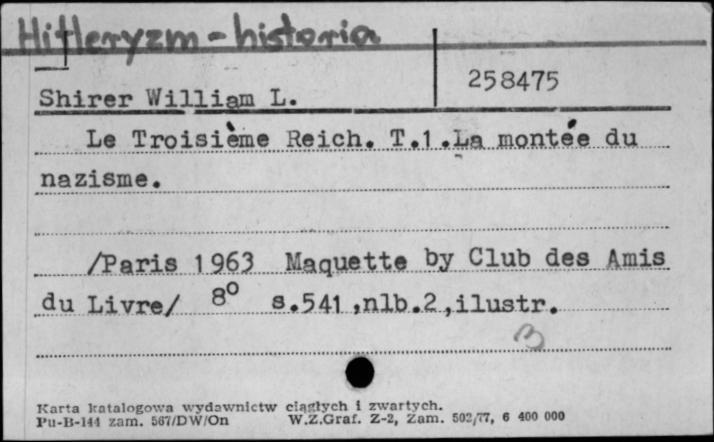 Hitleryzm - historia
258475
Shirer William L.
Le Troisième Reich. T.1.La montée du
nazisme.
/Paris 1963 Maquette by Club des Amis
du Livre/ 8° s.541,nlb.2,ilustr.
3
Karta katalogowa wydawnictw ciągłych i zwartych.
Pu-B-144 zam. 567/DW/On W.Z.Graf. Z-2, Zam. 502/77, 6 400 000